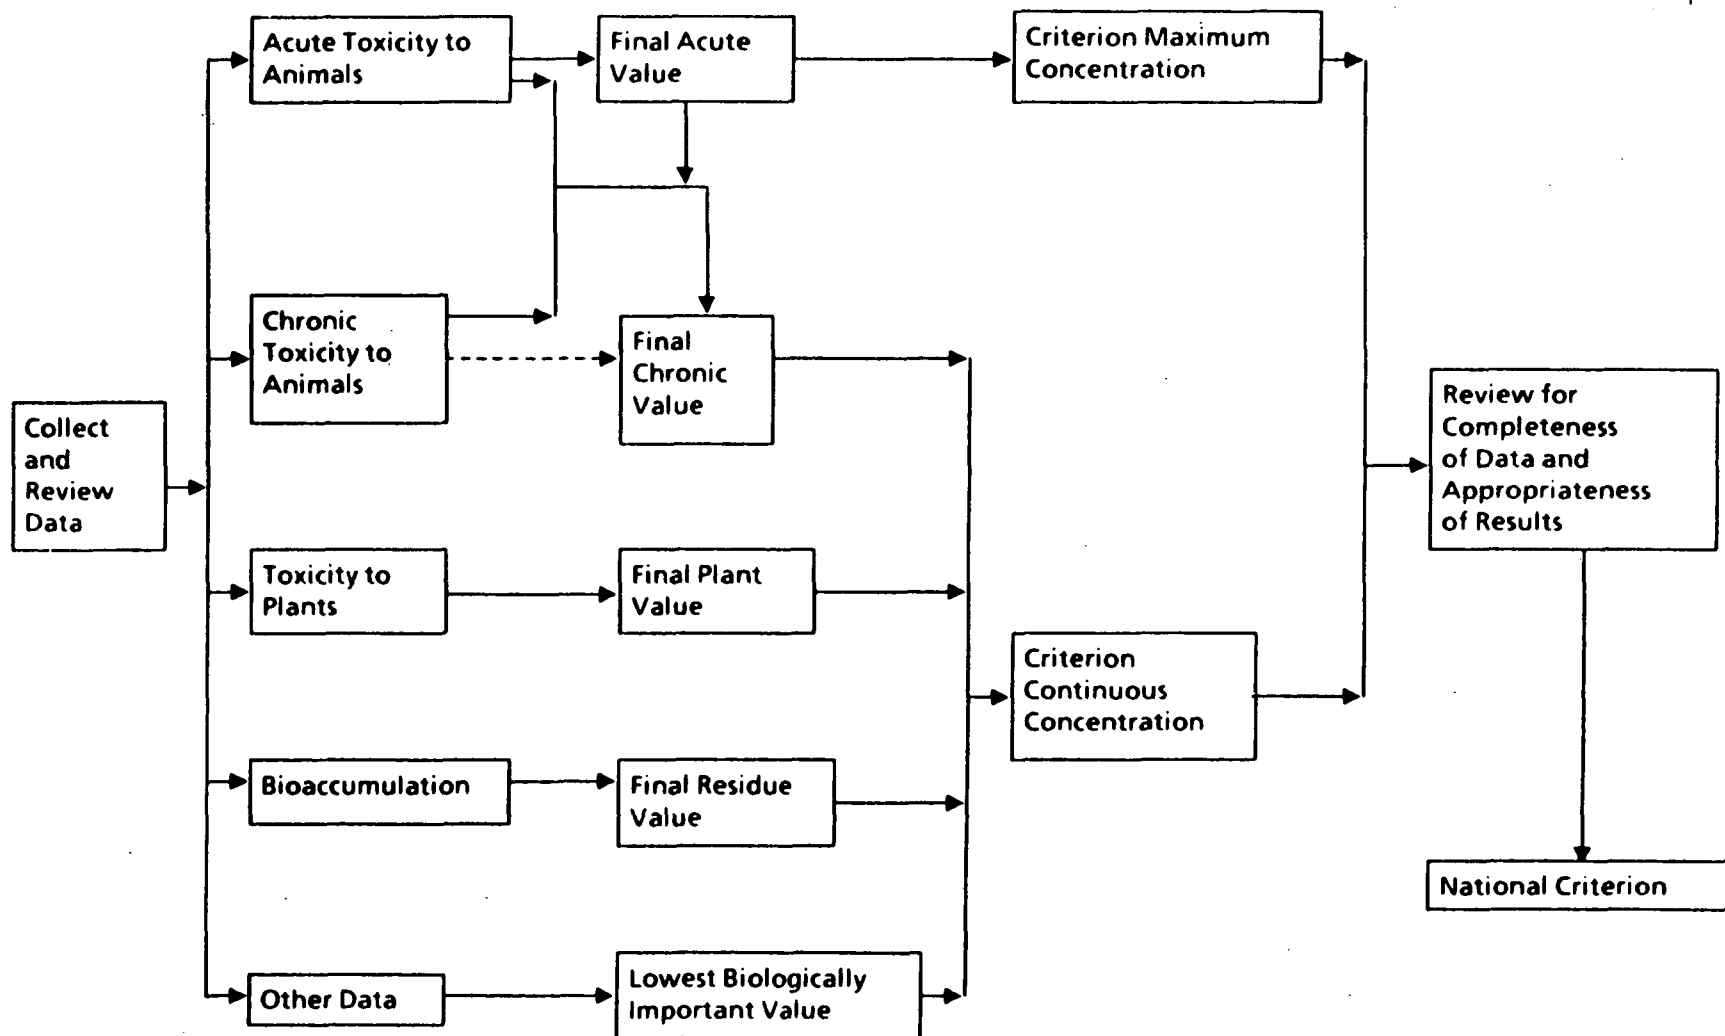 Acute Toxicity to
Animals
Final Acute
Value
Criterion Maximum
Concentration
Chronic
Toxicity to
Animals
Final
Chronic
Value
Collect
and
Review
Data
Review for
Completeness
of Data and
Appropriateness
of Results
Toxicity to
Plants
Final Plant
Value
Criterion
Continuous
Concentration
Bioaccumulation
Final Residue
Value
National Criterion
Other Data
Lowest Biologically
Important Value